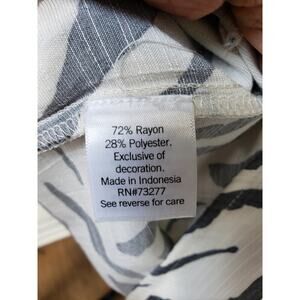 72% Rayon
28% Polyester.
Exclusive of
decoration.
Made in Indonesia
RN#73277
See reverse for care